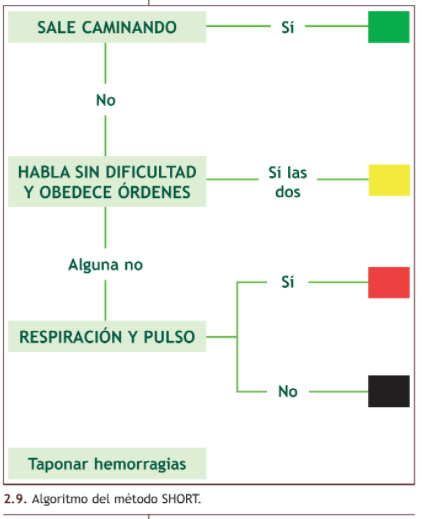 SALE CAMINANDO
Sí
No
HABLA SIN DIFICULTAD
Y OBEDECE ÓRDENES
Sí las
dos
Alguna no
Sí
RESPIRACIÓN Y PULSO
No
Taponar hemorragias
2.9. Algoritmo del método SHORT.